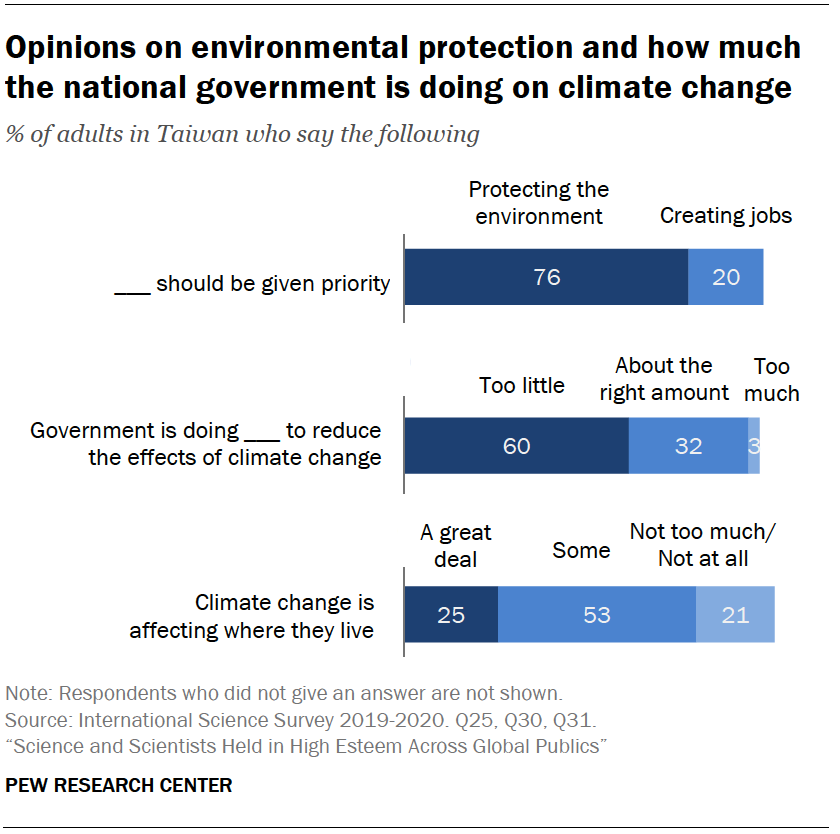 Opinions on environmental protection and how much
the national government is doing on climate change
% of adults in Taiwan who say the following
Protecting the
environment
Creating jobs
___ should be given priority
76
20
Too little
About the
right amount
Too
much
Government is doing ___ to reduce
the effects of climate change
60
32
3
A great
deal
Some
Not too much/
Not at all
Climate change is
affecting where they live
25
53
21
Note: Respondents who did not give an answer are not shown.
Source: International Science Survey 2019-2020. Q25, Q30, Q31.
“Science and Scientists Held in High Esteem Across Global Publics”
PEW RESEARCH CENTER